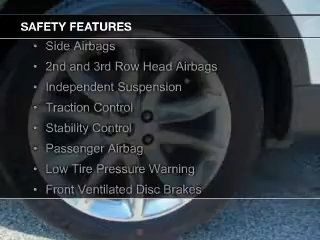 SAFETY FEATURES
• Side Airbags
• 2nd and 3rd Row Head Airbags
• Independent Suspension
• Traction Control
• Stability Control
• Passenger Airbag
• Low Tire Pressure Warning
• Front Ventilated Disc Brakes